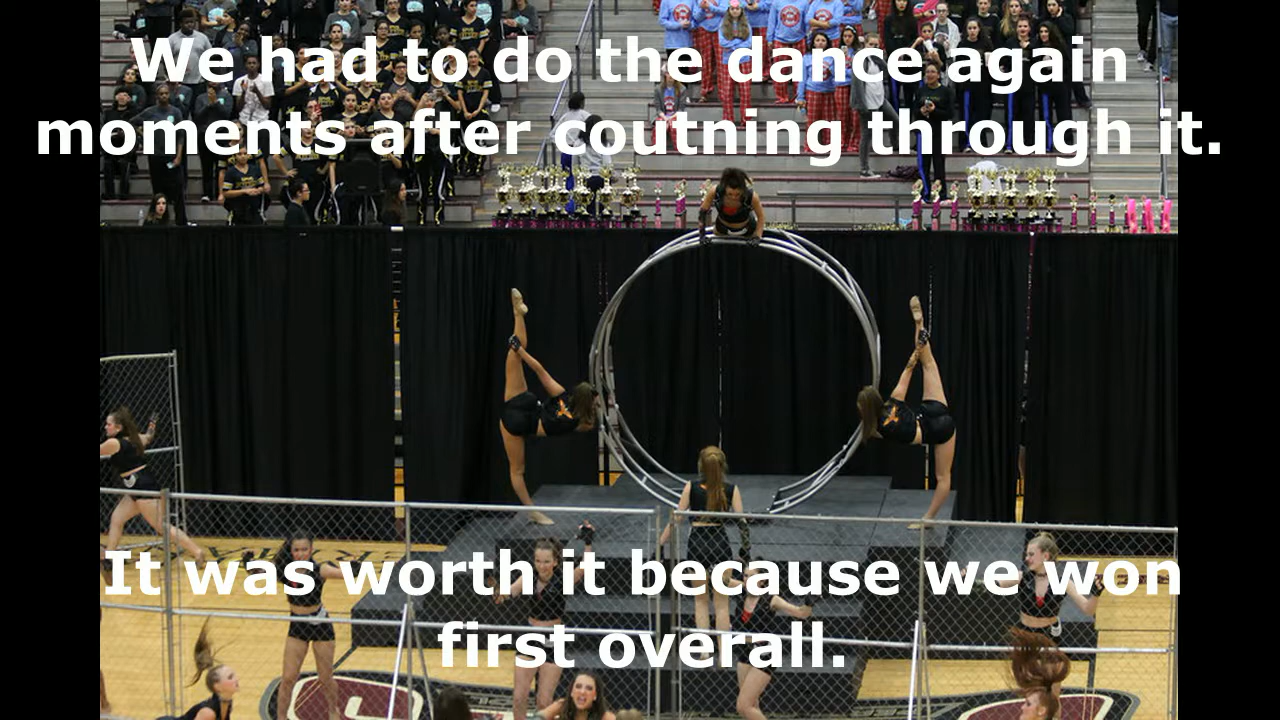 We had to do the dance again
moments after coutning through it.
It was worth it because we won
first overall.